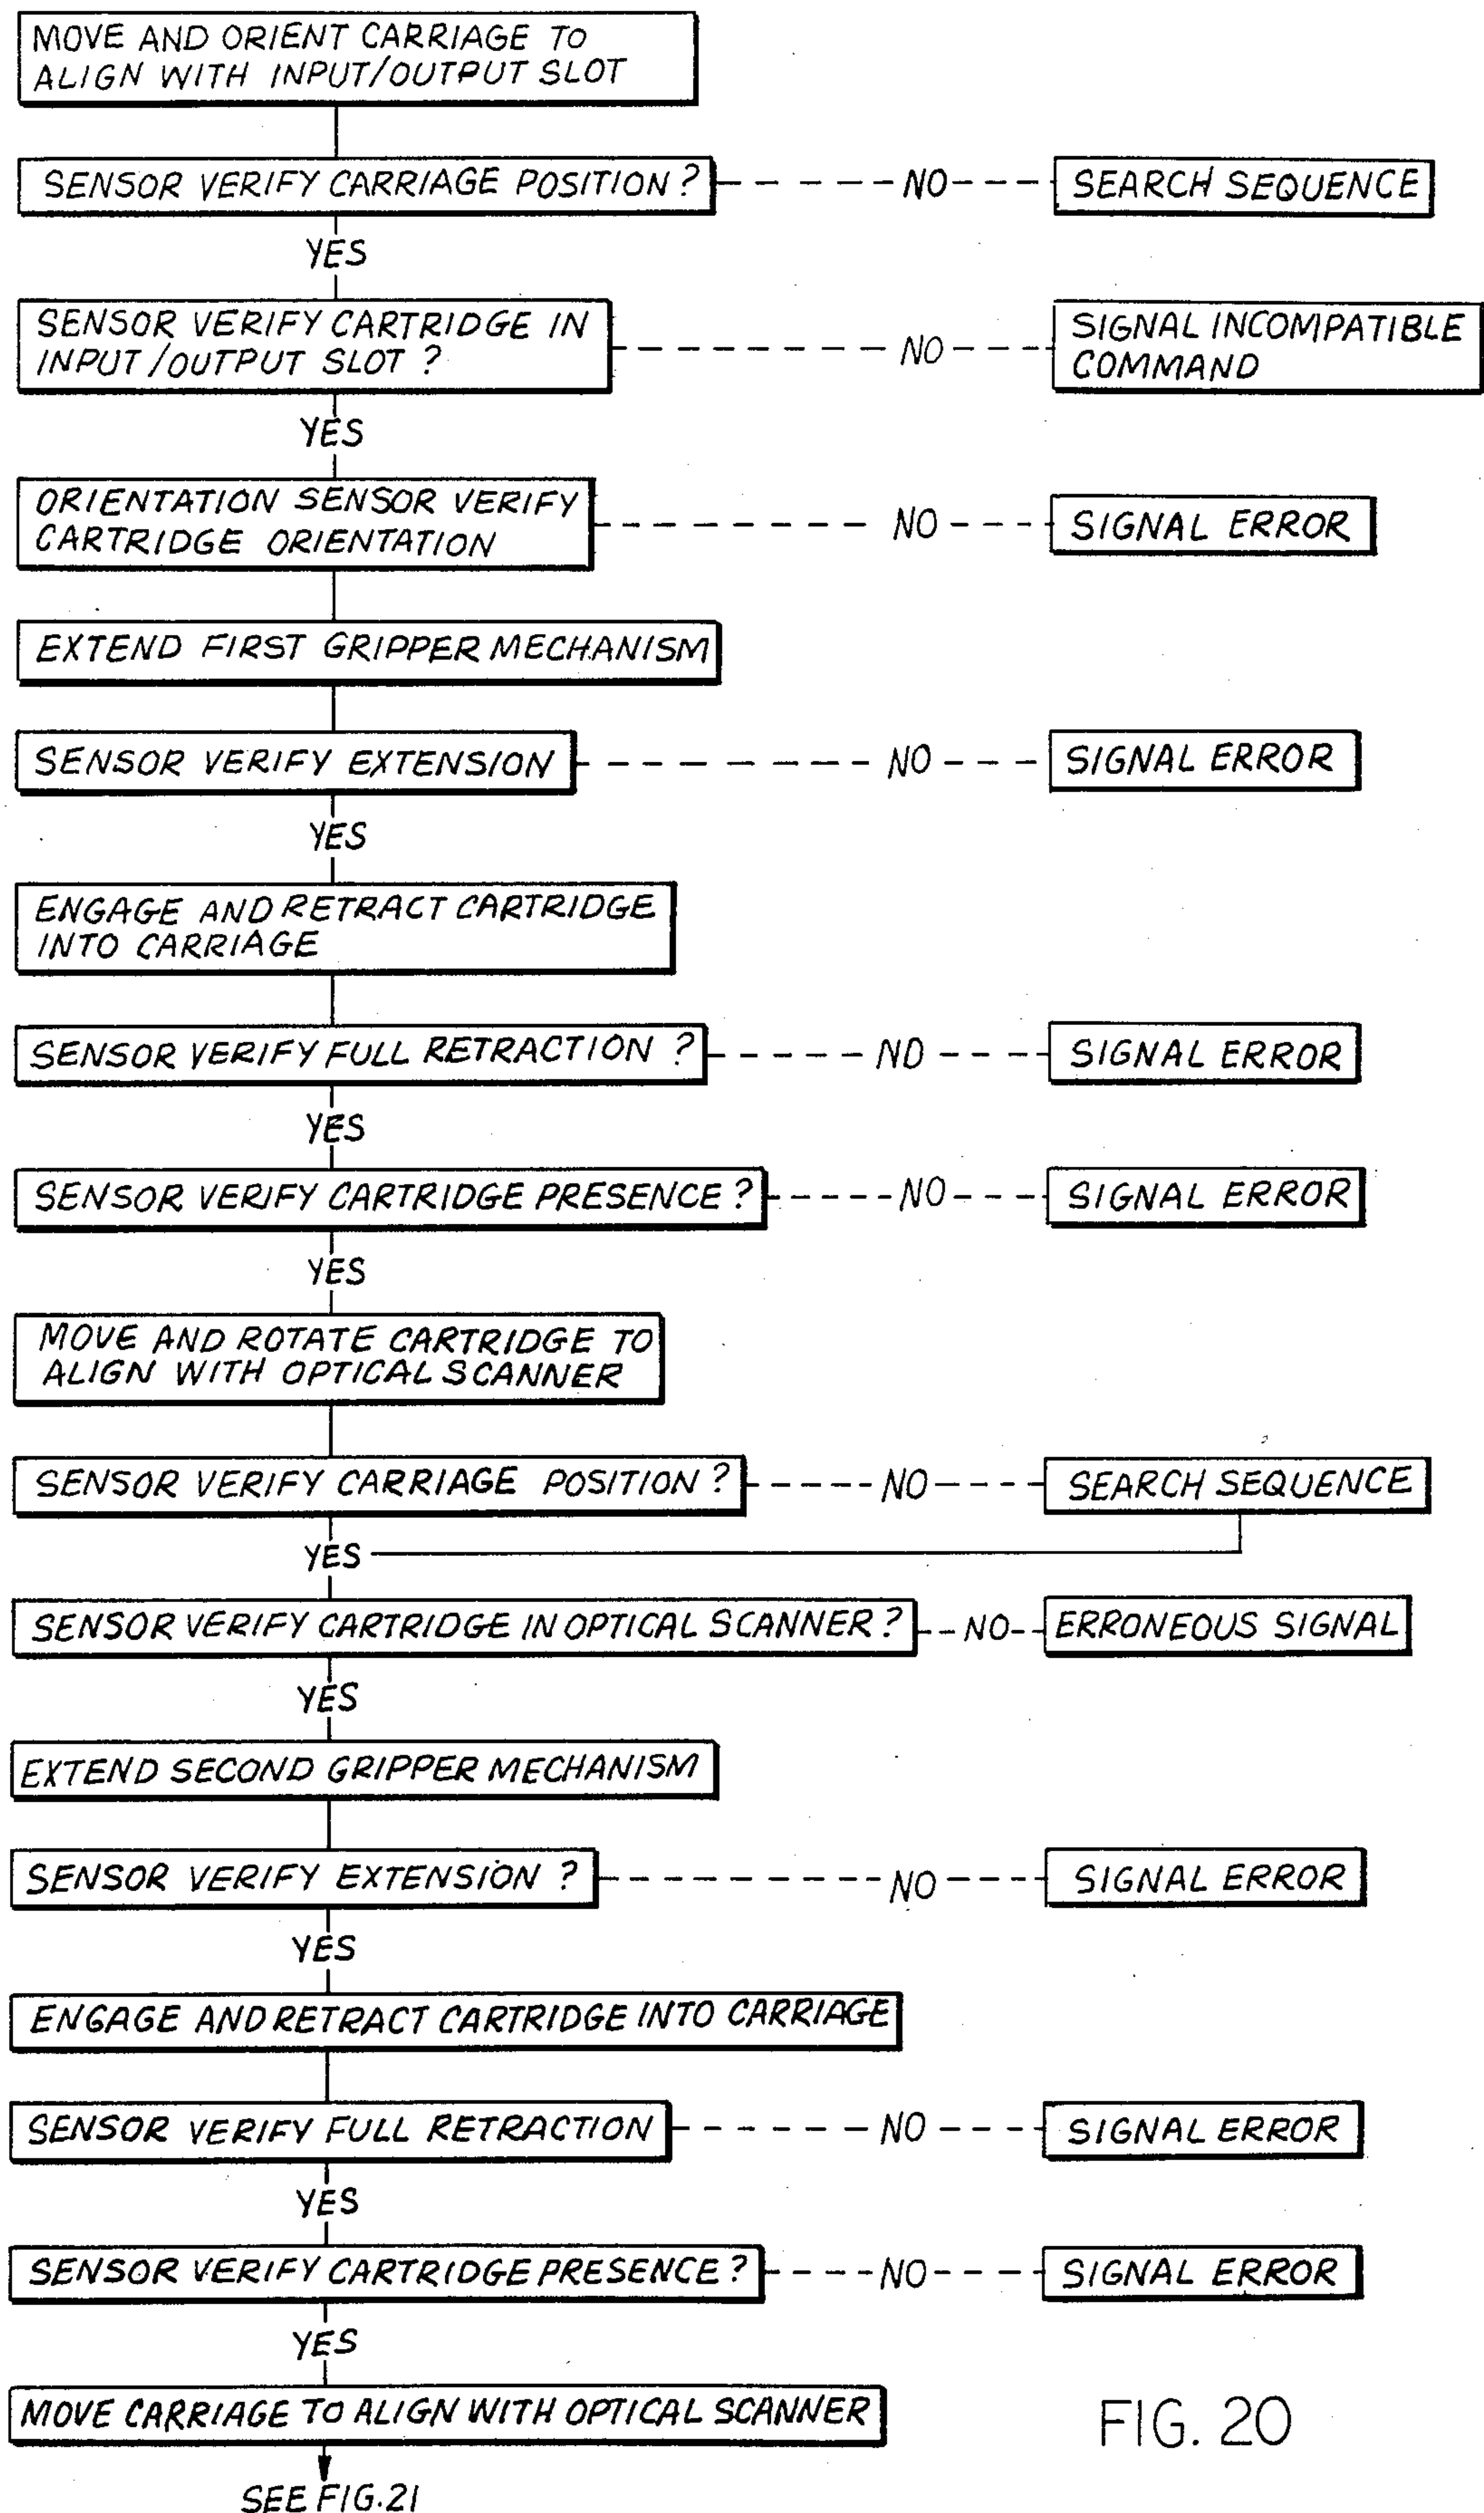 MOVE AND ORIENT CARRIAGE TO
ALIGN WITH INPUT/OUTPUT SLOT
SENSOR VERIFY CARRIAGE POSITION?
NO
SEARCH SEQUENCE
YES
SENSOR VERIFY CARTRIDGE IN
INPUT/OUTPUT SLOT?
NO
SIGNAL INCOMPATIBLE
COMMAND
YES
ORIENTATION SENSOR VERIFY
CARTRIDGE ORIENTATION
NO
SIGNAL ERROR
EXTEND FIRST GRIPPER MECHANISM
SENSOR VERIFY EXTENSION
NO
SIGNAL ERROR
YES
ENGAGE AND RETRACT CARTRIDGE
INTO CARRIAGE
SENSOR VERIFY FULL RETRACTION?
NO
SIGNAL ERROR
YES
SENSOR VERIFY CARTRIDGE PRESENCE?
NO
SIGNAL ERROR
YES
MOVE AND ROTATE CARTRIDGE TO
ALIGN WITH OPTICAL SCANNER
SENSOR VERIFY CARRIAGE POSITION?
NO
SEARCH SEQUENCE
YES
SENSOR VERIFY CARTRIDGE IN OPTICAL SCANNER?
NO
ERRONEOUS SIGNAL
YES
EXTEND SECOND GRIPPER MECHANISM
SENSOR VERIFY EXTENSION?
NO
SIGNAL ERROR
YES
ENGAGE AND RETRACT CARTRIDGE INTO CARRIAGE
SENSOR VERIFY FULL RETRACTION
NO
SIGNAL ERROR
YES
SENSOR VERIFY CARTRIDGE PRESENCE?
NO
SIGNAL ERROR
YES
MOVE CARRIAGE TO ALIGN WITH OPTICAL SCANNER
FIG. 20
SEE FIG.21